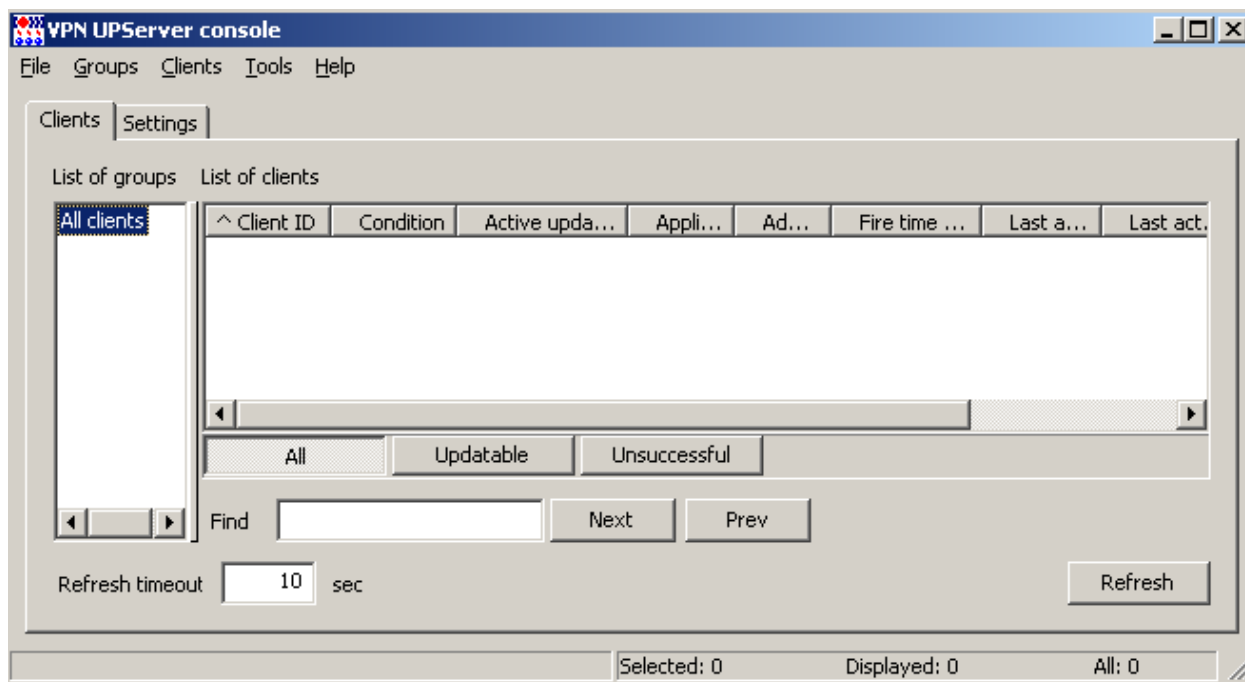 VPN UPServer console
File Groups Clients Tools Help
Clients Settings
List of groups List of clients
All clients ^ Client ID Condition Active upda... Appli... Ad... Fire time ... Last a... Last act.
All Updatable Unsuccessful
Find Next Prev
Refresh timeout 10 sec Refresh
Selected: 0 Displayed: 0 All: 0